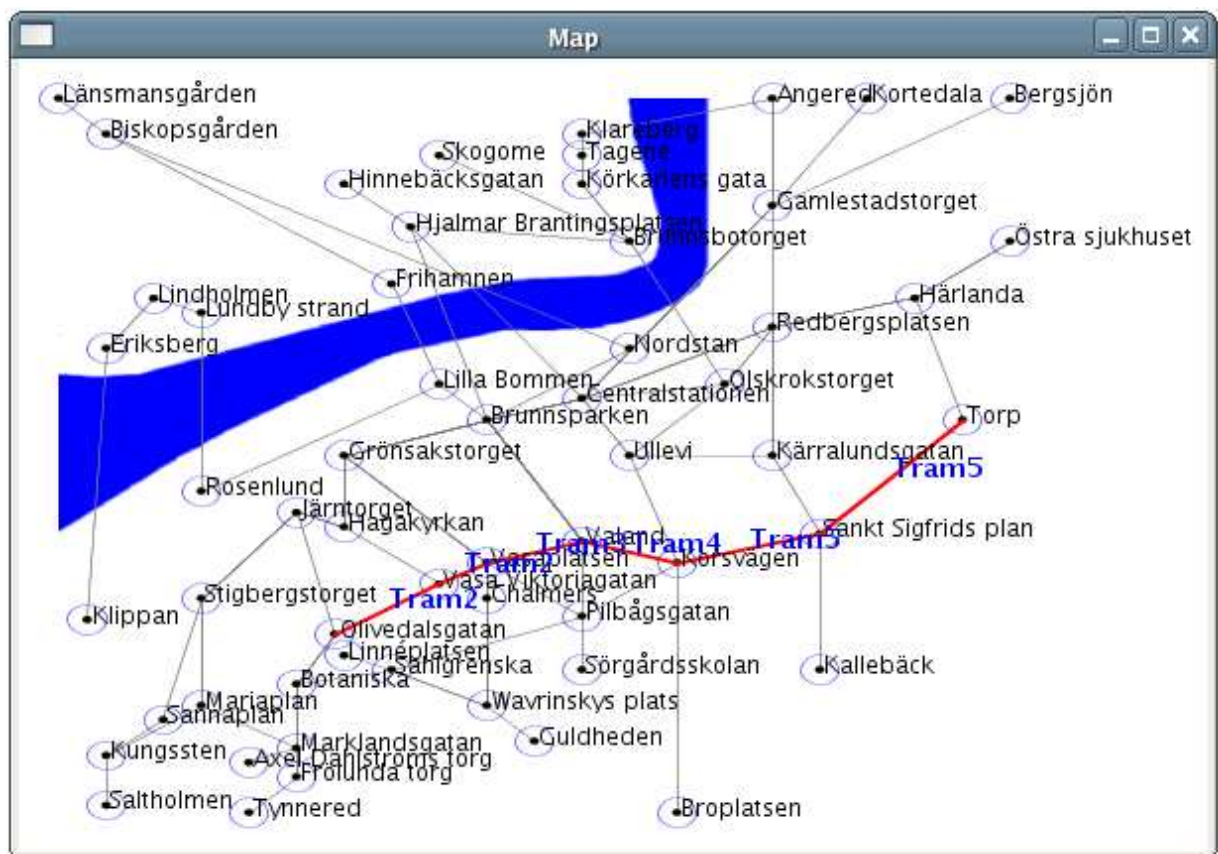 Map
Länsmansgården
Angered
Kortedala
Bergsjön
Biskopsgården
Klareberg
Skogome
Tagene
Hinnebäcksgatan
Körkarlens gata
Gamlestadstorget
Hjalmar Brantingsplatsen
Brunnsbotorget
Östra sjukhuset
Frihamnen
Lindholmen
Härlanda
Lundby strand
Redbergsplatsen
Eriksberg
Nordstan
Lilla Bommen
Olskrokstorget
Centralstationen
Brunnsparken
Torp
Grönsakstorget
Ullevi
Kärralundsgatan
Tram5
Rosenlund
Järntorget
Hagakyrkan
Valand
Sankt Sigfrids plan
Tram3
Tram4
Tram5
Vasaplatsen
Korsvägen
Tram2
Vasa Viktoriagatan
Stigbergstorget
Tram2
Chalmers
Klippan
Pilbågsgatan
Olivedalsgatan
Linnéplatsen
Sahlgrenska
Sörgårdsskolan
Kallebäck
Botaniska
Mariaplan
Wavrinskys plats
Sannaplan
Guldheden
Kungssten
Marklandsgatan
Axel Dahlströms torg
Frölunda torg
Saltholmen
Tynnered
Broplatsen